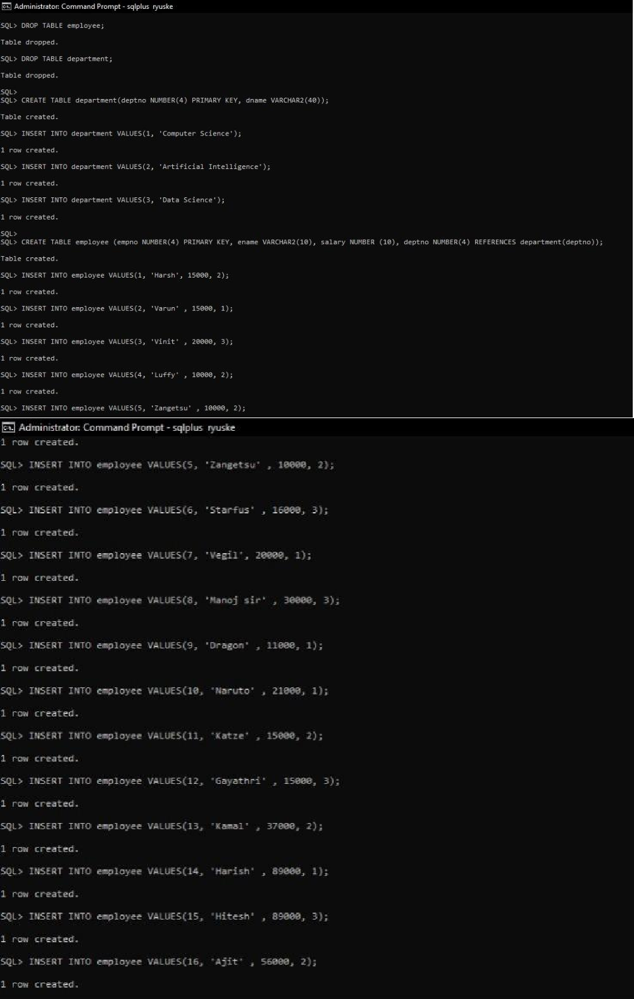 Administrator: Command Prompt - sqlplus ryuske
SQL> DROP TABLE employee;
Table dropped.
SQL> DROP TABLE department;
Table dropped.
SQL>
SQL> CREATE TABLE department(deptno NUMBER(4) PRIMARY KEY, dname VARCHAR2(40));
Table created.
SQL> INSERT INTO department VALUES(1, 'Computer Science');
1 row created.
SQL> INSERT INTO department VALUES(2, 'Artificial Intelligence');
1 row created.
SQL> INSERT INTO department VALUES(3, 'Data Science');
1 row created.
SQL>
SQL> CREATE TABLE employee (empno NUMBER(4) PRIMARY KEY, ename VARCHAR2(10), salary NUMBER (10), deptno NUMBER(4) REFERENCES department(deptno));
Table created.
SQL> INSERT INTO employee VALUES(1, 'Harsh', 15000, 2);
1 row created.
SQL> INSERT INTO employee VALUES(2, 'Varun' , 15000, 1);
1 row created.
SQL> INSERT INTO employee VALUES(3, 'Vinit' , 20000, 3);
1 row created.
SQL> INSERT INTO employee VALUES(4, 'Luffy' , 10000, 2);
1 row created.
SQL> INSERT INTO employee VALUES(5, 'Zangetsu' , 10000, 2);
Administrator: Command Prompt - sqlplus ryuske
1 row created.
SQL> INSERT INTO employee VALUES(5, 'Zangetsu' , 10000, 2);
1 row created.
SQL> INSERT INTO employee VALUES(6, 'Starfus' , 16000, 3);
1 row created.
SQL> INSERT INTO employee VALUES(7, 'Vegil', 20000, 1);
1 row created.
SQL> INSERT INTO employee VALUES(8, 'Manoj sir' , 30000, 3);
1 row created.
SQL> INSERT INTO employee VALUES(9, 'Dragon' , 11000, 1);
1 row created.
SQL> INSERT INTO employee VALUES(10, 'Naruto' , 21000, 1);
1 row created.
SQL> INSERT INTO employee VALUES(11, 'Katze' , 15000, 2);
1 row created.
SQL> INSERT INTO employee VALUES(12, 'Gayathri' , 15000, 3);
1 row created.
SQL> INSERT INTO employee VALUES(13, 'Kamal' , 37000, 2);
1 row created.
SQL> INSERT INTO employee VALUES(14, 'Harish' , 89000, 1);
1 row created.
SQL> INSERT INTO employee VALUES(15, 'Hitesh' , 89000, 3);
1 row created.
SQL> INSERT INTO employee VALUES(16, 'Ajit' , 56000, 2);
1 row created.